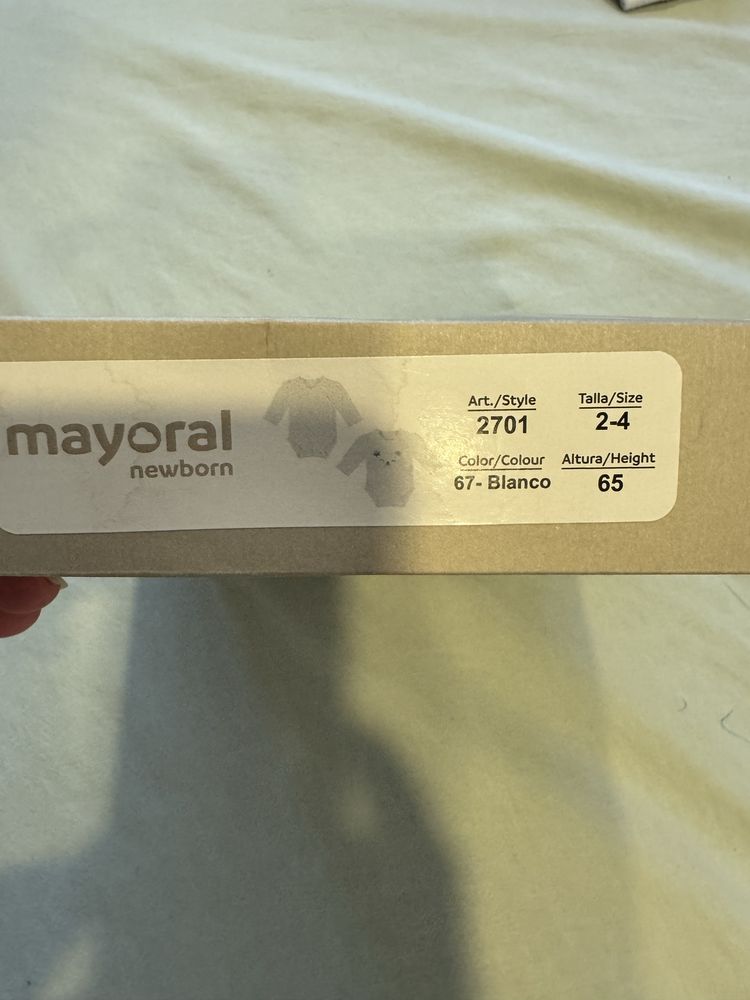 mayoral
newborn
Art./Style
2701
Talla/Size
2-4
Color/Colour
67- Blanco
Altura/Height
65